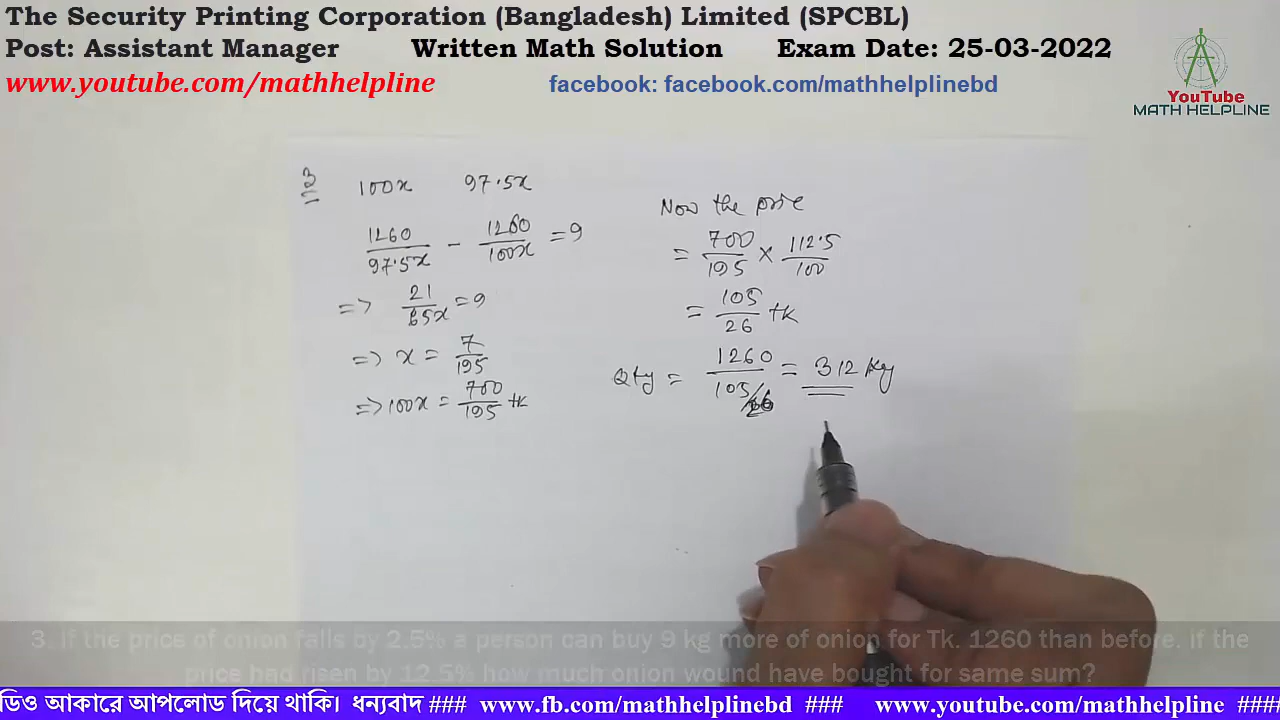 The Security Printing Corporation (Bangladesh) Limited (SPCBL)
Post: Assistant Manager Written Math Solution Exam Date: 25-03-2022
www.youtube.com/mathhelpline facebook: facebook.com/mathhelplinebd
YouTube
MATH HELPLINE
3 100x 97.5x
1260/97.5x - 1260/100x = 9
=> 21/65x = 9
=> x = 7/195
=> 100x = 700/195 tk
Now the price
= 700/195 × 112.5/100
= 105/26 tk
Qty = 1260/105/26 = 312 kg
3. If the price of onion falls by 2.5% a person can buy 9 kg more of onion for Tk. 1260 than before. if the
price had risen by 12.5% how much onion wound have bought for same sum?
ডিও আকারে আপলোড দিয়ে থাকি। ধন্যবাদ ### www.fb.com/mathhelplinebd ### www.youtube.com/mathhelpline ####